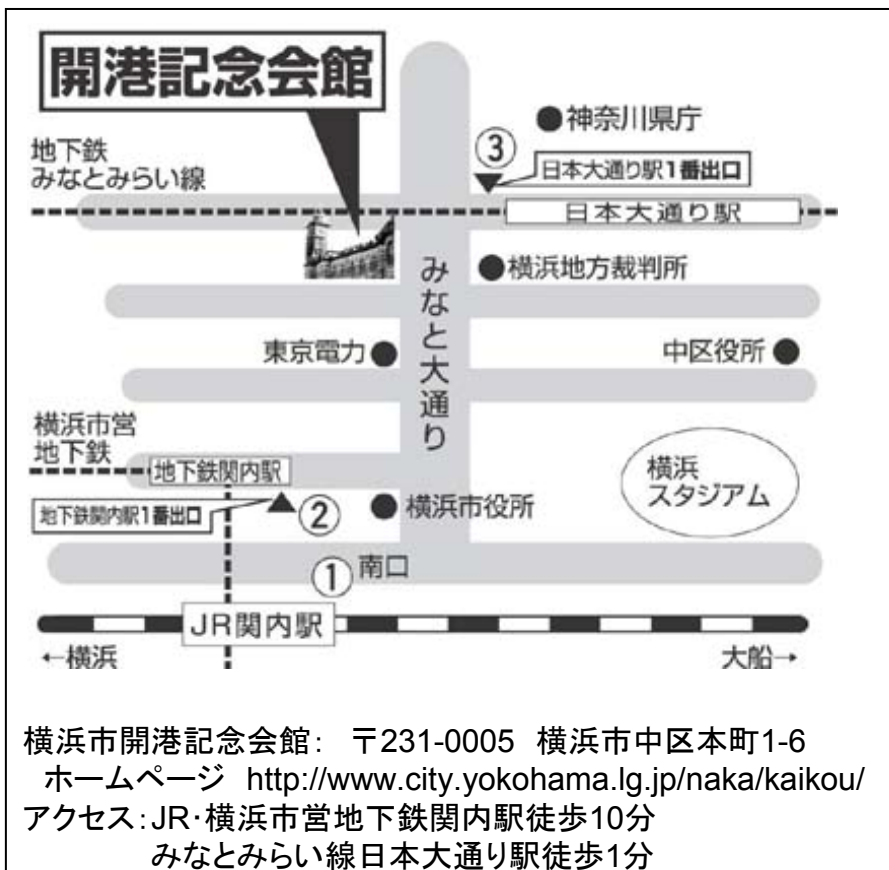 開港記念会館
神奈川県庁
地下鉄
みなとみらい線
③
日本大通り駅1番出口
日本大通り駅
横浜地方裁判所
みなと大通り
東京電力
中区役所
横浜市営
地下鉄
地下鉄関内駅
横浜
スタジアム
地下鉄関内駅1番出口
②
横浜市役所
① 南口
JR関内駅
←横浜
大船→
横浜市開港記念会館: 〒231-0005 横浜市中区本町1-6
ホームページ http://www.city.yokohama.lg.jp/naka/kaikou/
アクセス:JR・横浜市営地下鉄関内駅徒歩10分
みなとみらい線日本大通り駅徒歩1分